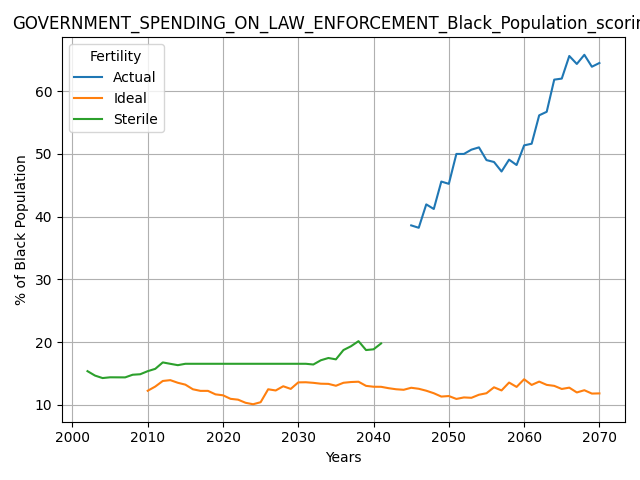 GOVERNMENT_SPENDING_ON_LAW_ENFORCEMENT_Black_Population_scorin
Fertility
Actual
Ideal
Sterile
% of Black Population
60
50
40
30
20
10
2000 2010 2020 2030 2040 2050 2060 2070
Years